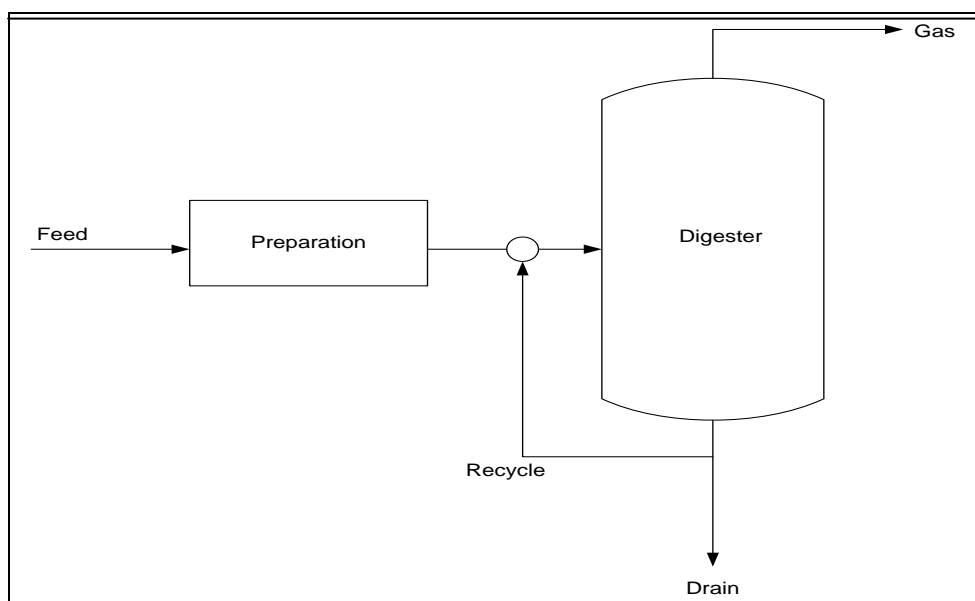 Gas
Feed
Preparation
Digester
Recycle
Drain